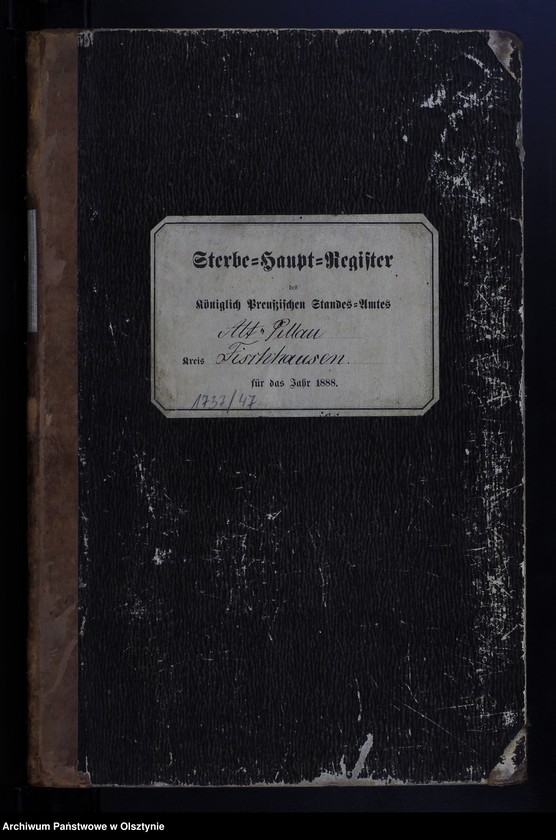 Sterbe=Haupt=Register
des
Königlich Preußischen Standes=Amtes
Alt-Pillau
Kreis Fischhausen.
für das Jahr 1888.
1737/47
Archiwum Państwowe w Olsztynie